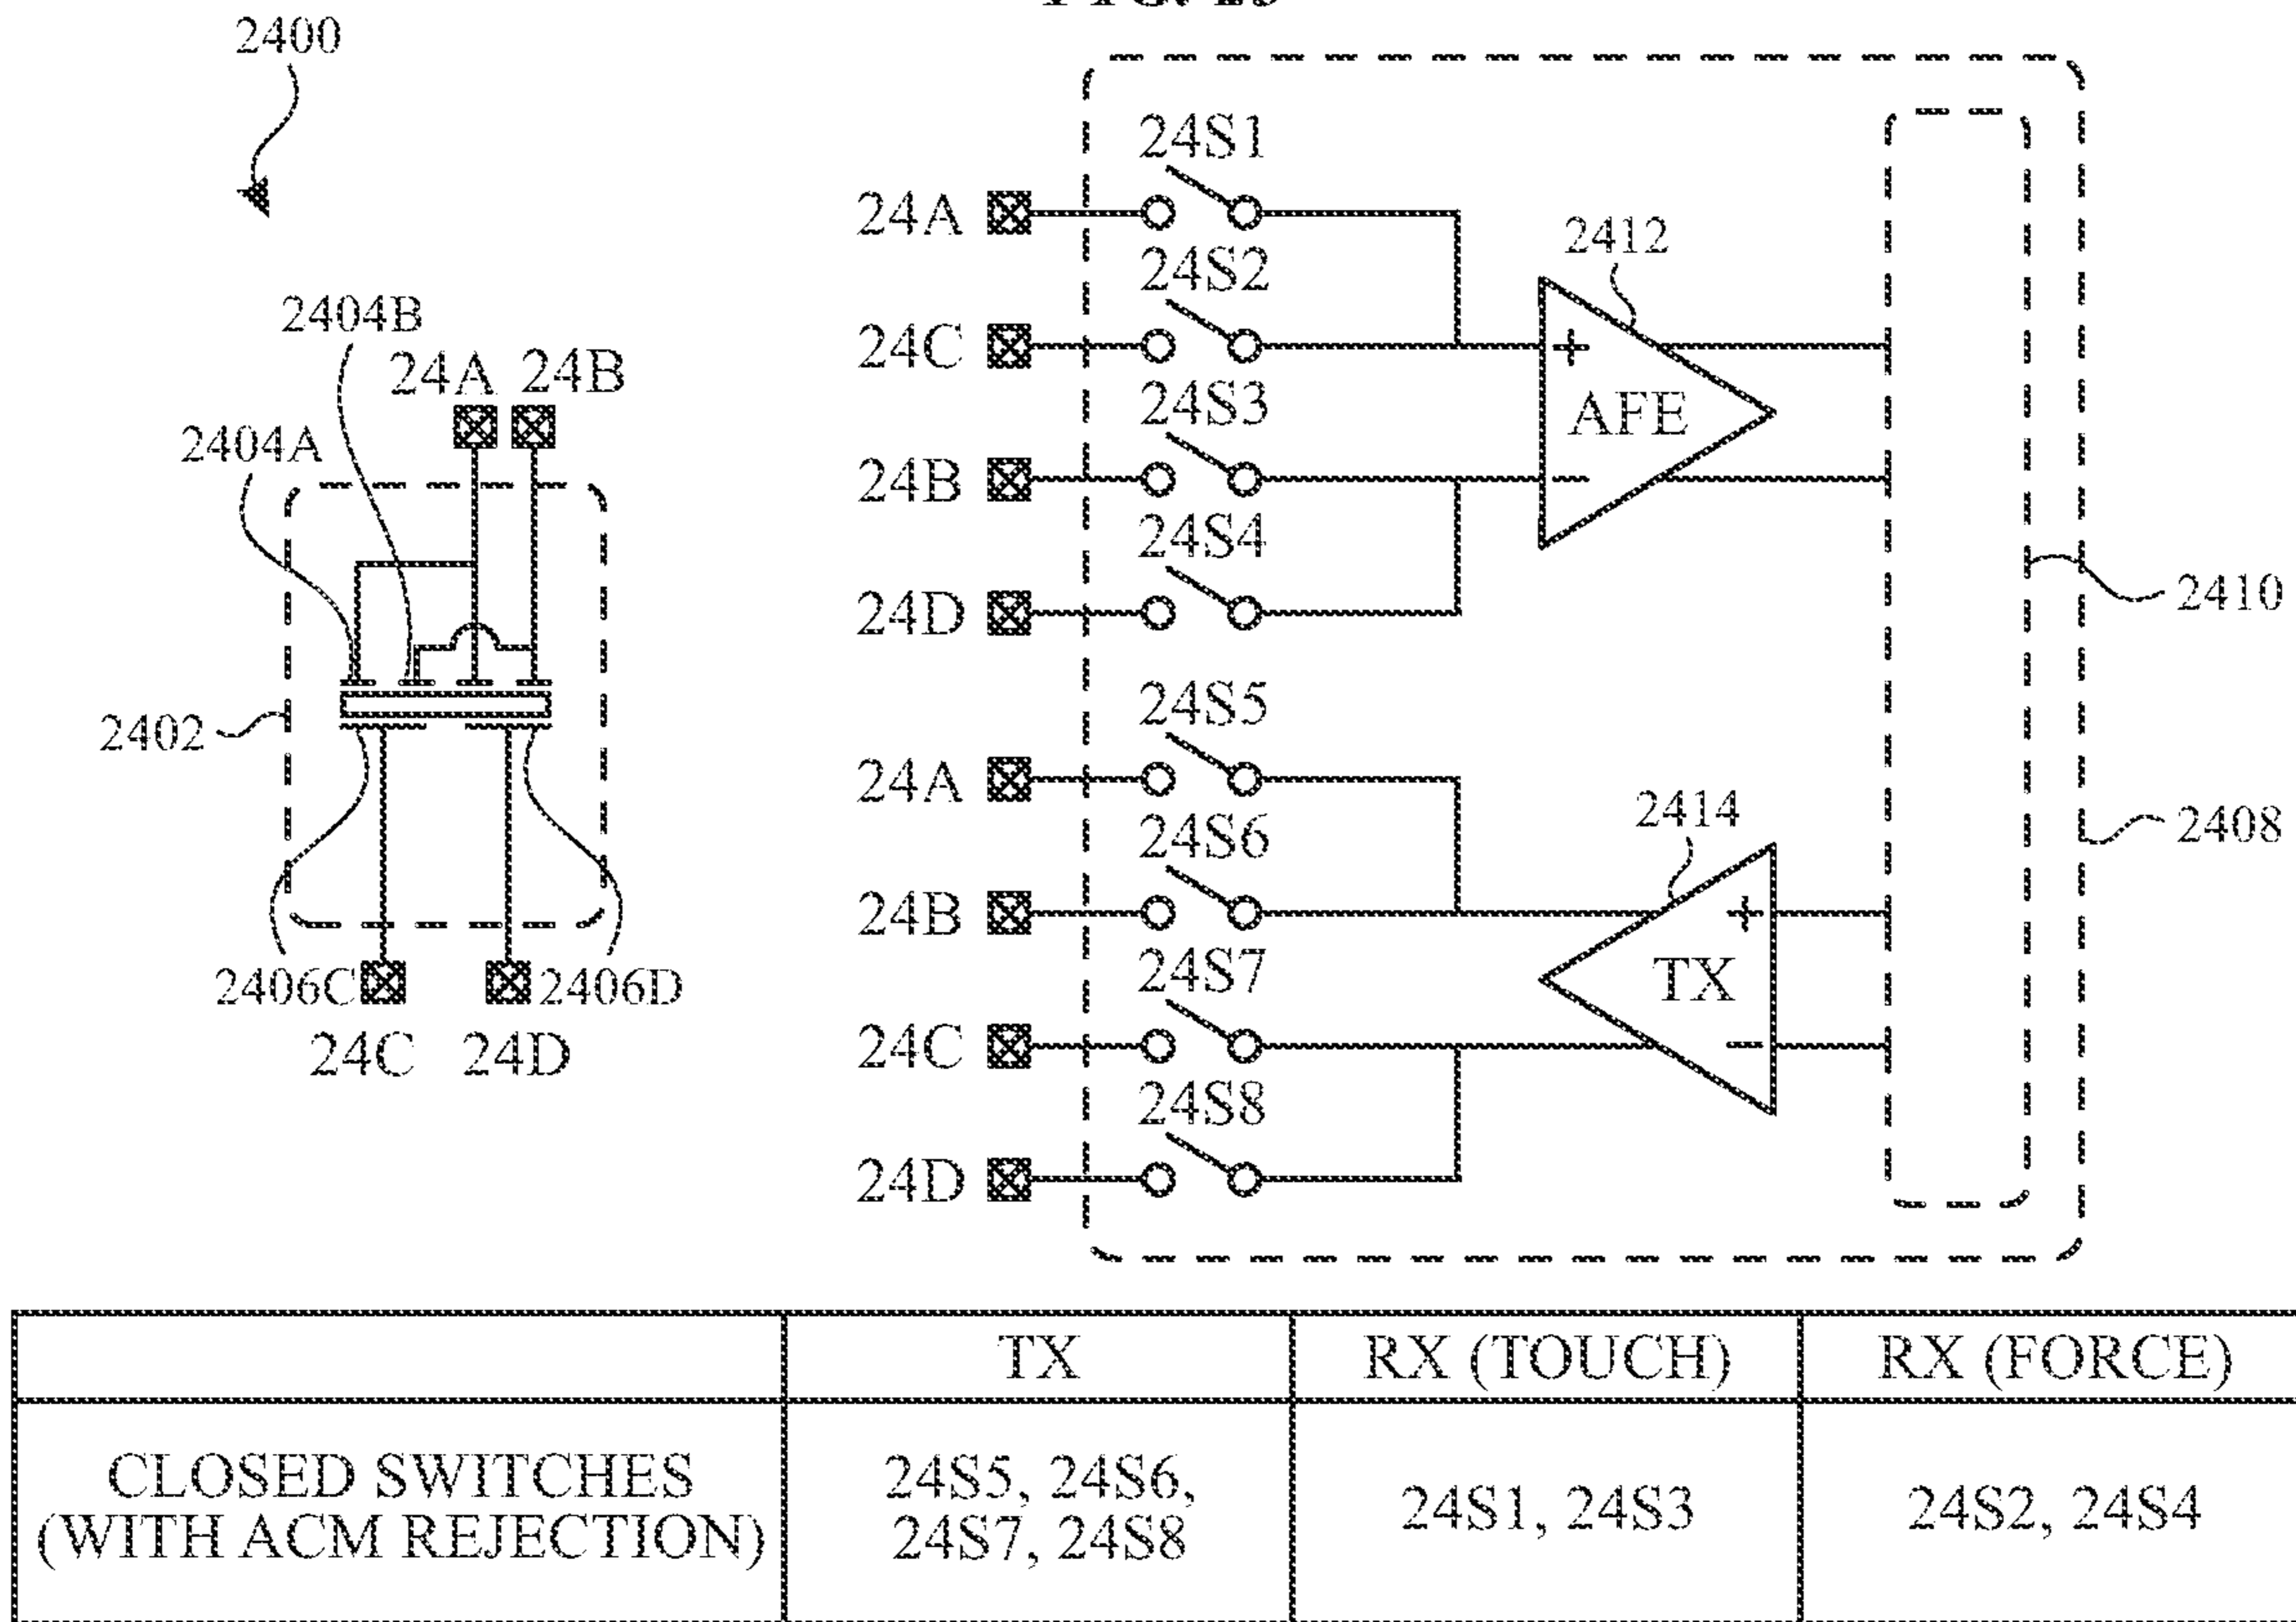 2400
24S1
24A
2412
24S2
2404B
24C
24A 24B
24S3
+
AFE
2404A
24B
−
24S4
24D
2410
24S5
2402
24A
2414
2408
24S6
24B
+
2406C
2406D
24S7
TX
24C 24D
24C
−
24S8
24D
TX
RX (TOUCH)
RX (FORCE)
CLOSED SWITCHES
(WITH ACM REJECTION)
24S5, 24S6,
24S7, 24S8
24S1, 24S3
24S2, 24S4